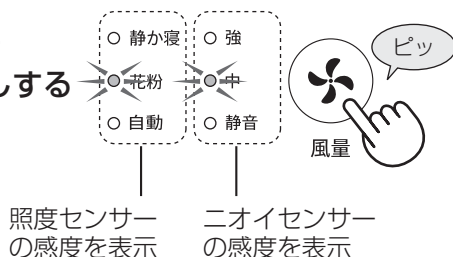 静か寝 強
ピッ
しする
花粉 中
自動 静音
風量
照度センサー
の感度を表示
ニオイセンサー
の感度を表示